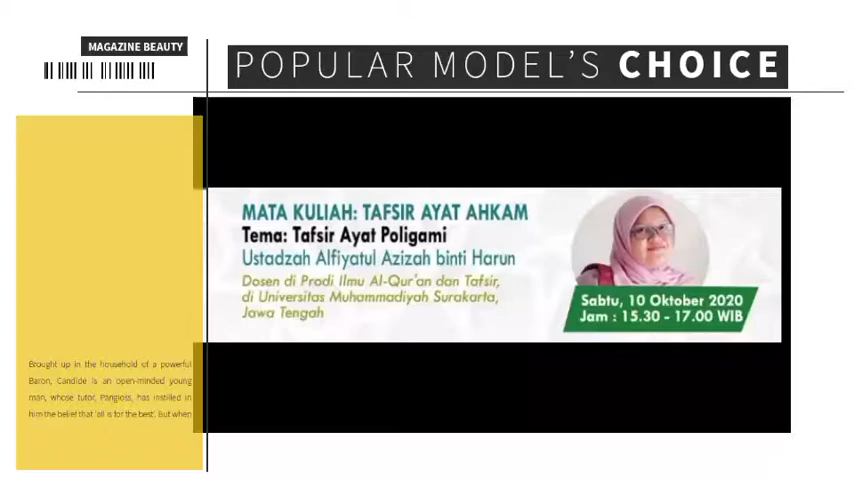 MAGAZINE BEAUTY
POPULAR MODEL'S CHOICE
MATA KULIAH: TAFSIR AYAT AHKAM
Tema: Tafsir Ayat Poligami
Ustadzah Alfiyatul Azizah binti Harun
Dosen di Prodi Ilmu Al-Qur'an dan Tafsir,
di Universitas Muhammadiyah Surakarta,
Jawa Tengah
Sabtu, 10 Oktober 2020
Jam : 15.30 - 17.00 WIB
Brought up in the household of a powerful
Baron, Candide is an open-minded young
man, whose tutor, Pangloss, has instilled in
him the belief that 'all is for the best'. But when